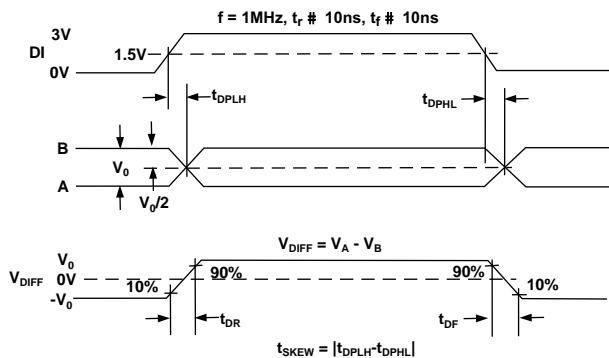 f = 1MHz, tr # 10ns, tf # 10ns
3V
DI
1.5V
0V
tDPLH
tDPHL
B
V0
A
V0/2
VDIFF = VA - VB
V0
VDIFF
0V
-V0
10%
90%
90%
10%
tDR
tDF
tSKEW = |tDPLH-tDPHL|